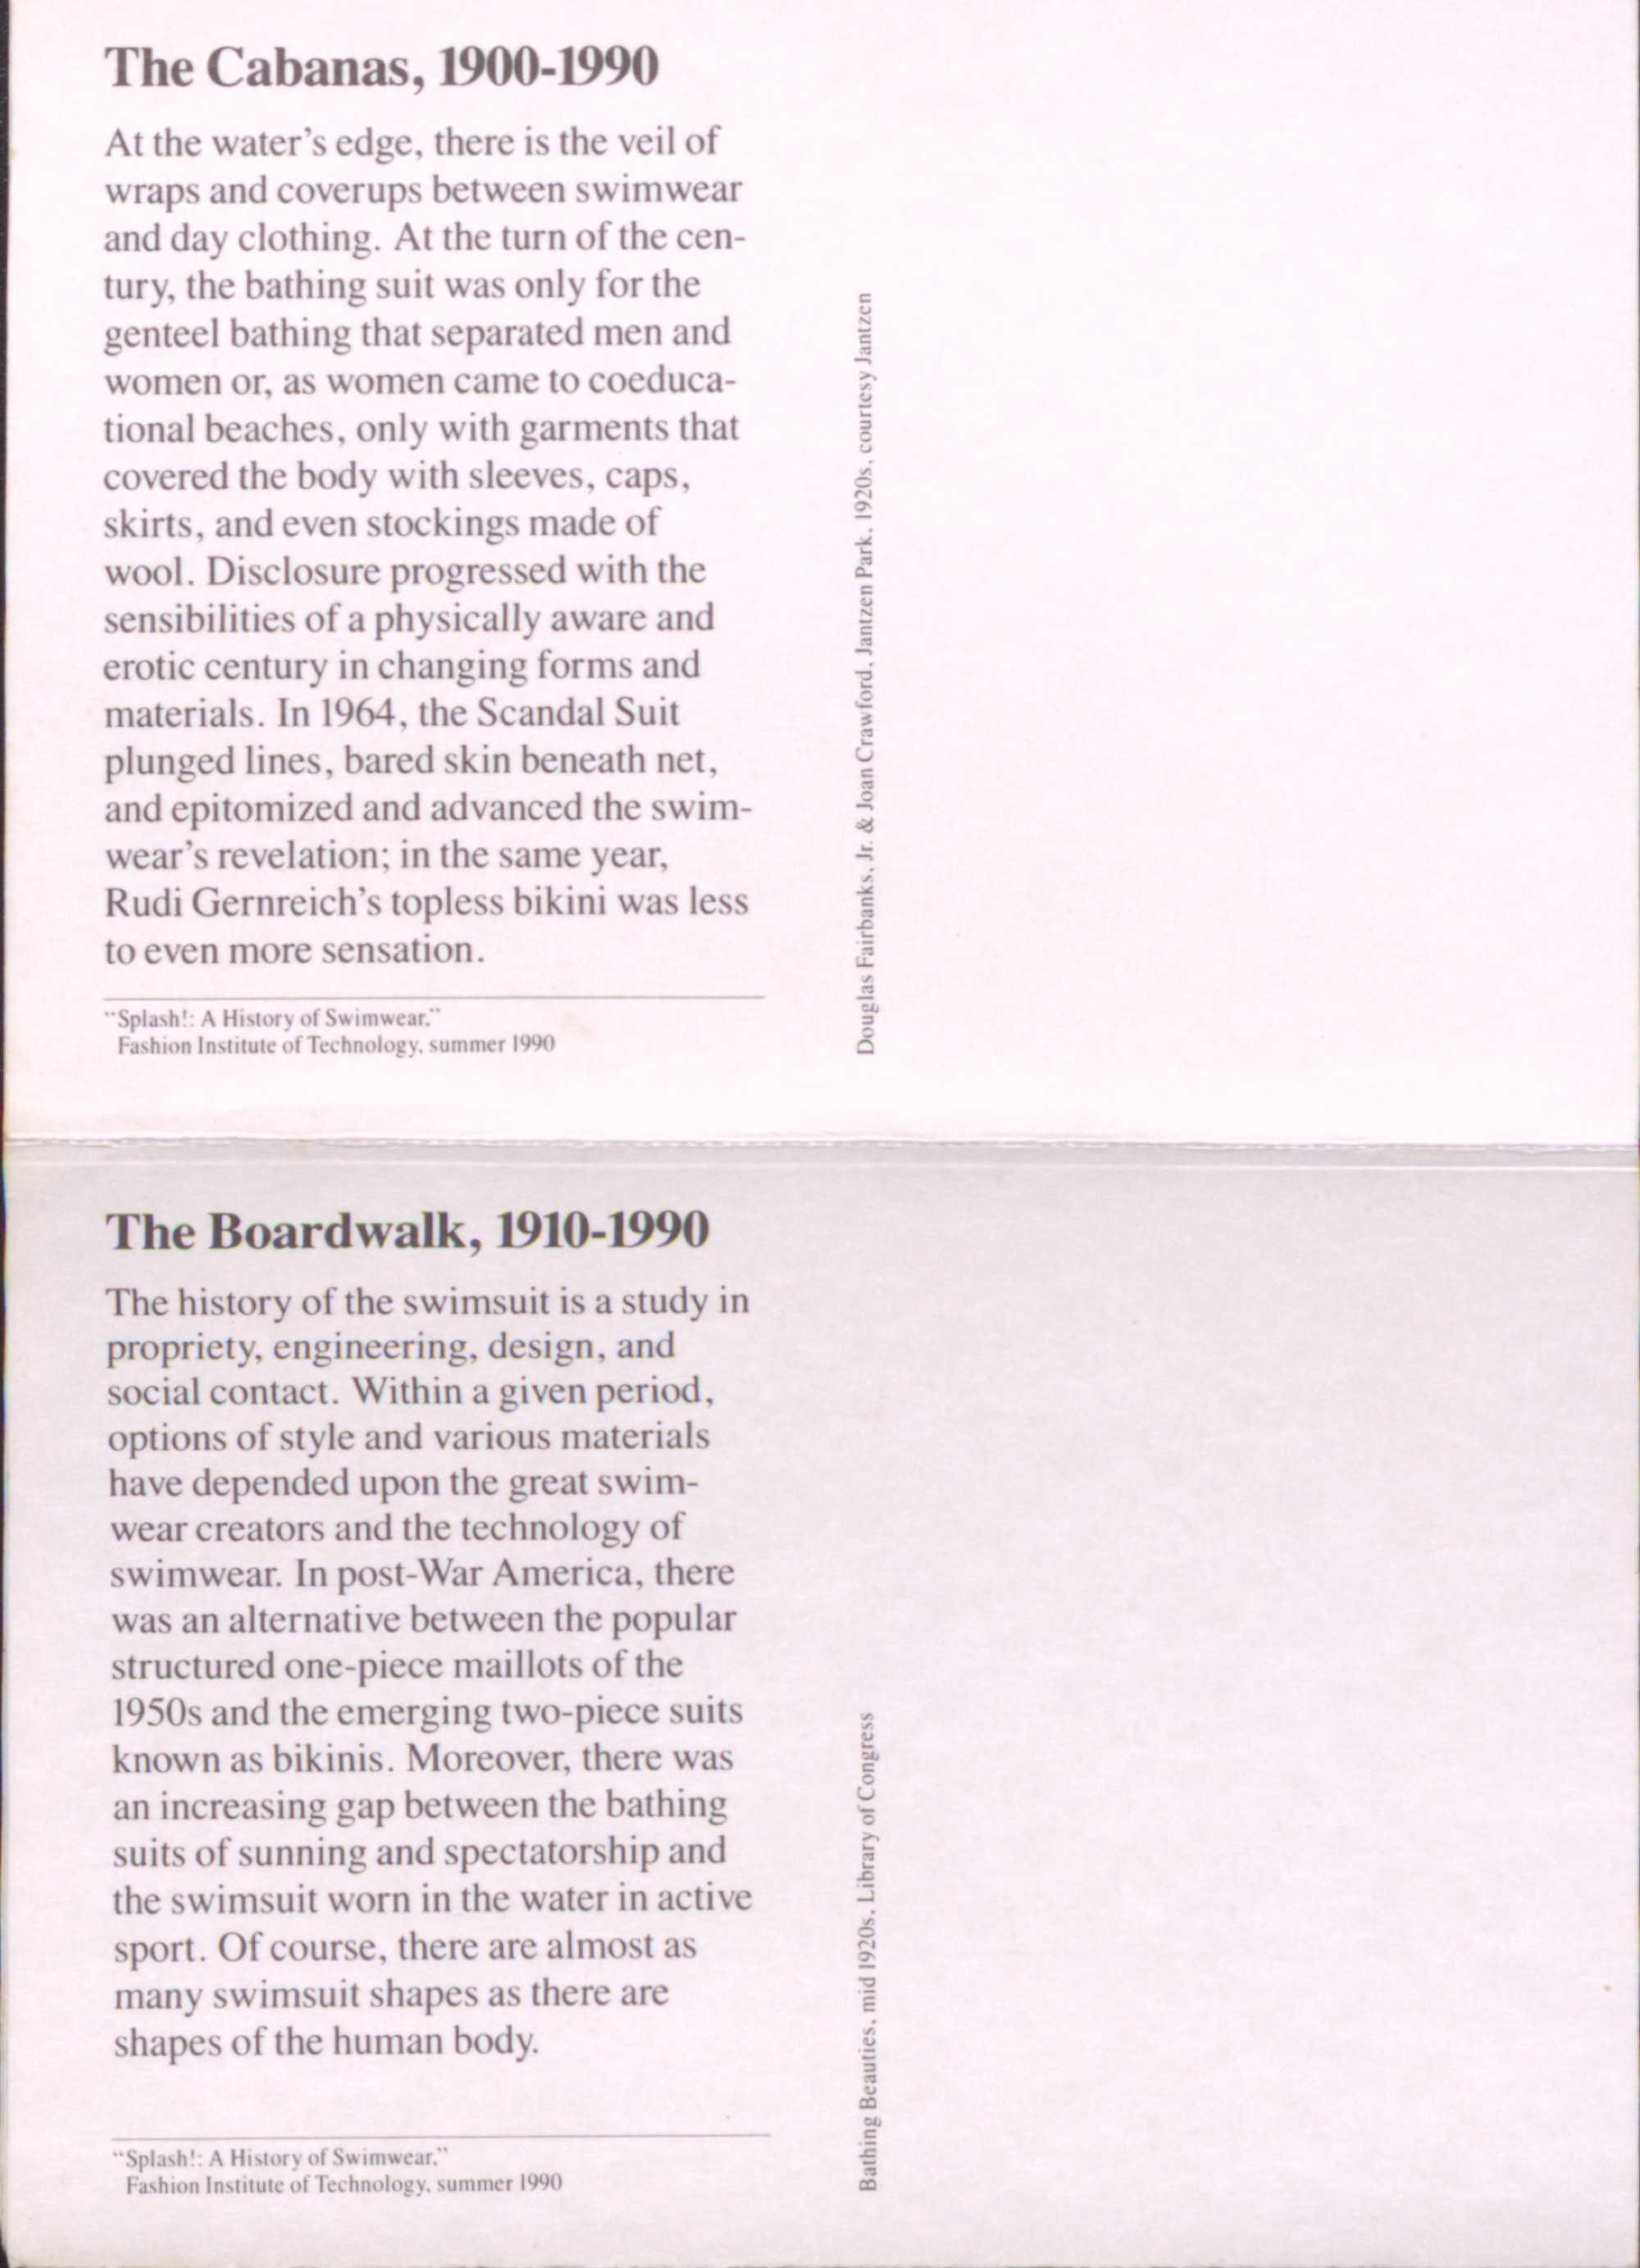 The Cabanas, 1900-1990
At the water's edge, there is the veil of
wraps and coverups between swimwear
and day clothing. At the turn of the cen-
tury, the bathing suit was only for the
genteel bathing that separated men and
women or, as women came to coeduca-
tional beaches, only with garments that
covered the body with sleeves, caps,
skirts, and even stockings made of
wool. Disclosure progressed with the
sensibilities of a physically aware and
erotic century in changing forms and
materials. In 1964, the Scandal Suit
plunged lines, bared skin beneath net,
and epitomized and advanced the swim-
wear's revelation; in the same year,
Rudi Gernreich's topless bikini was less
to even more sensation.
"Splash!: A History of Swimwear,"
Fashion Institute of Technology, summer 1990
Douglas Fairbanks, Jr. & Joan Crawford, Jantzen Park, 1920s, courtesy Jantzen
The Boardwalk, 1910-1990
The history of the swimsuit is a study in
propriety, engineering, design, and
social contact. Within a given period,
options of style and various materials
have depended upon the great swim-
wear creators and the technology of
swimwear. In post-War America, there
was an alternative between the popular
structured one-piece maillots of the
1950s and the emerging two-piece suits
known as bikinis. Moreover, there was
an increasing gap between the bathing
suits of sunning and spectatorship and
the swimsuit worn in the water in active
sport. Of course, there are almost as
many swimsuit shapes as there are
shapes of the human body.
"Splash!: A History of Swimwear,"
Fashion Institute of Technology, summer 1990
Bathing Beauties, mid 1920s, Library of Congress